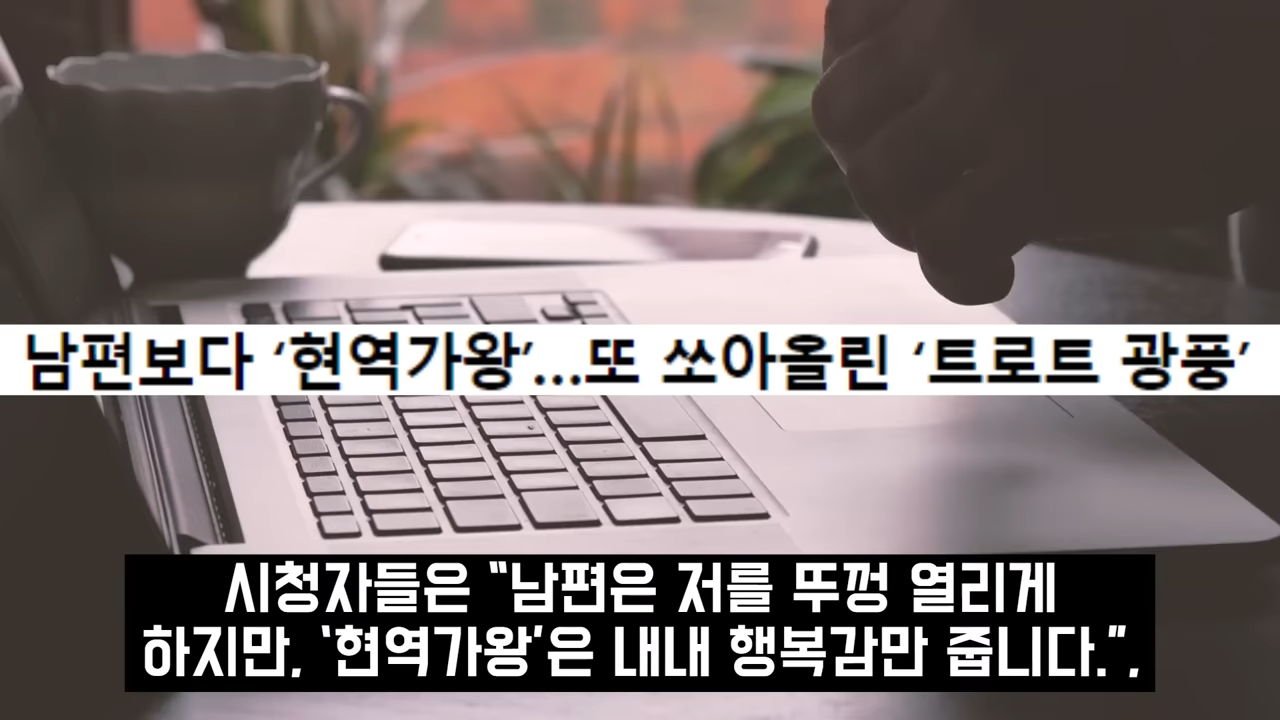 남편보다 ‘현역가왕’...또 쏘아올린 ‘트로트 광풍’
시청자들은 "남편은 저를 뚜껑 열리게
하지만, '현역가왕'은 내내 행복감만 줍니다.",